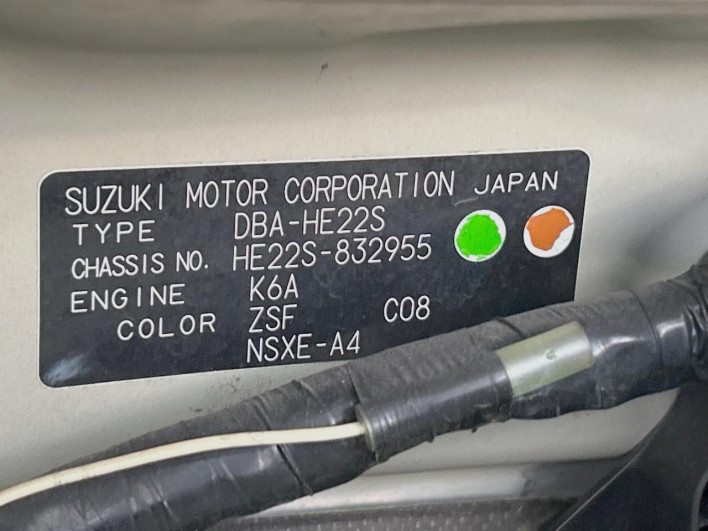 SUZUKI MOTOR CORPORATION JAPAN
TYPE DBA-HE22S
CHASSIS NO. HE22S-832955
ENGINE K6A
COLOR ZSF C08
NSXE-A4